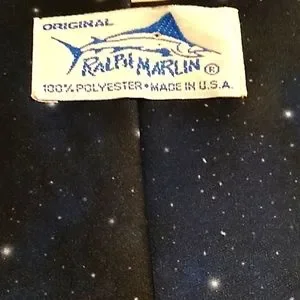 ORIGINAL
RALPH MARLIN ®
100% POLYESTER • MADE IN U.S.A.